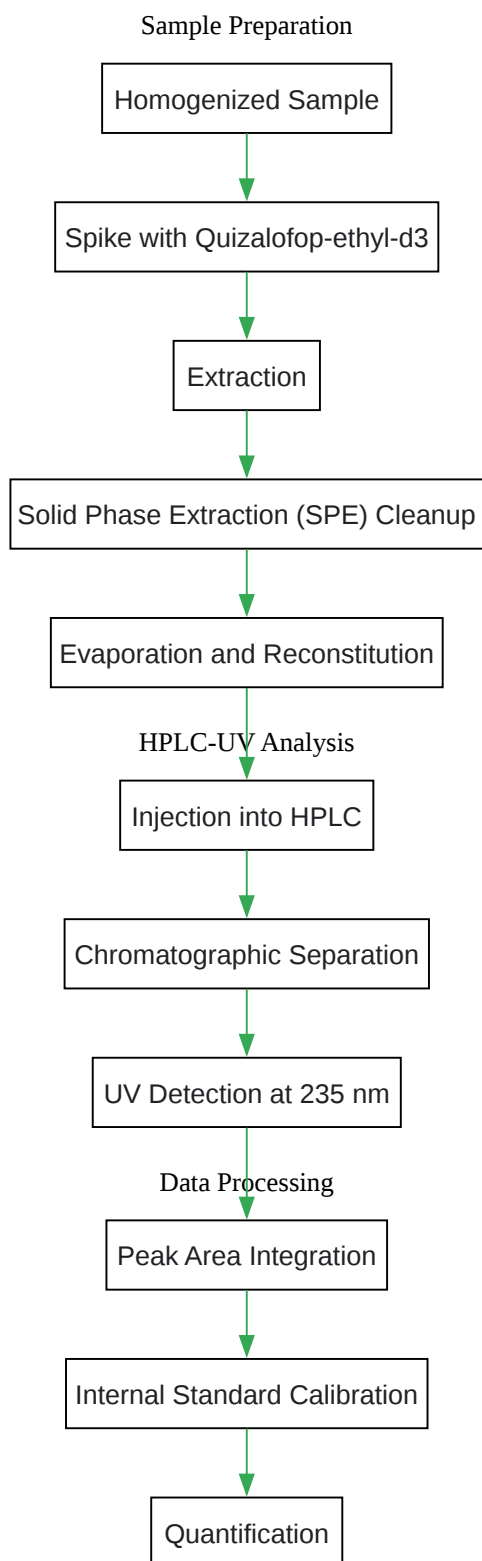 Sample Preparation
Homogenized Sample
Spike with Quizalofop-ethyl-d3
Extraction
Solid Phase Extraction (SPE) Cleanup
Evaporation and Reconstitution
HPLC-UV Analysis
Injection into HPLC
Chromatographic Separation
UV Detection at 235 nm
Data Processing
Peak Area Integration
Internal Standard Calibration
Quantification